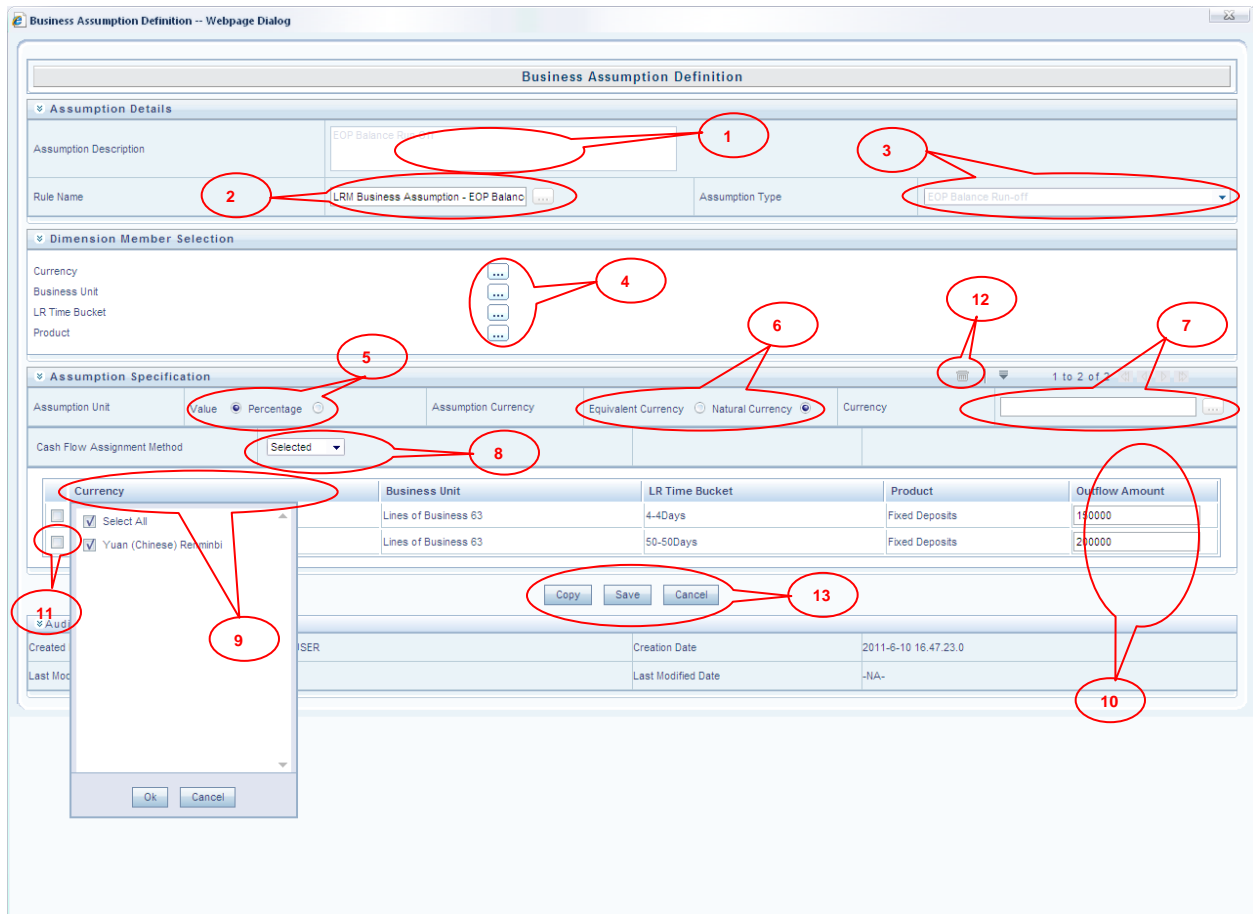 Business Assumption Definition -- Webpage Dialog
Business Assumption Definition
Assumption Details
Assumption Description
EOP Balance Run-off
1
3
Rule Name
2
LRM Business Assumption - EOP Balanc
...
Assumption Type
EOP Balance Run-off
Dimension Member Selection
Currency
...
Business Unit
...
4
LR Time Bucket
...
Product
...
12
6
7
5
Assumption Specification
1 to 2 of 2
Assumption Unit
Value
Percentage
Assumption Currency
Equivalent Currency
Natural Currency
Currency
...
Cash Flow Assignment Method
Selected
8
Currency
Business Unit
LR Time Bucket
Product
Outflow Amount
Select All
Lines of Business 63
4-4Days
Fixed Deposits
150000
Yuan (Chinese) Renminbi
Lines of Business 63
50-50Days
Fixed Deposits
200000
Copy
Save
Cancel
13
11
9
Audi
Created
USER
Creation Date
2011-6-10 16.47.23.0
Last Mod
Last Modified Date
-NA-
10
Ok
Cancel